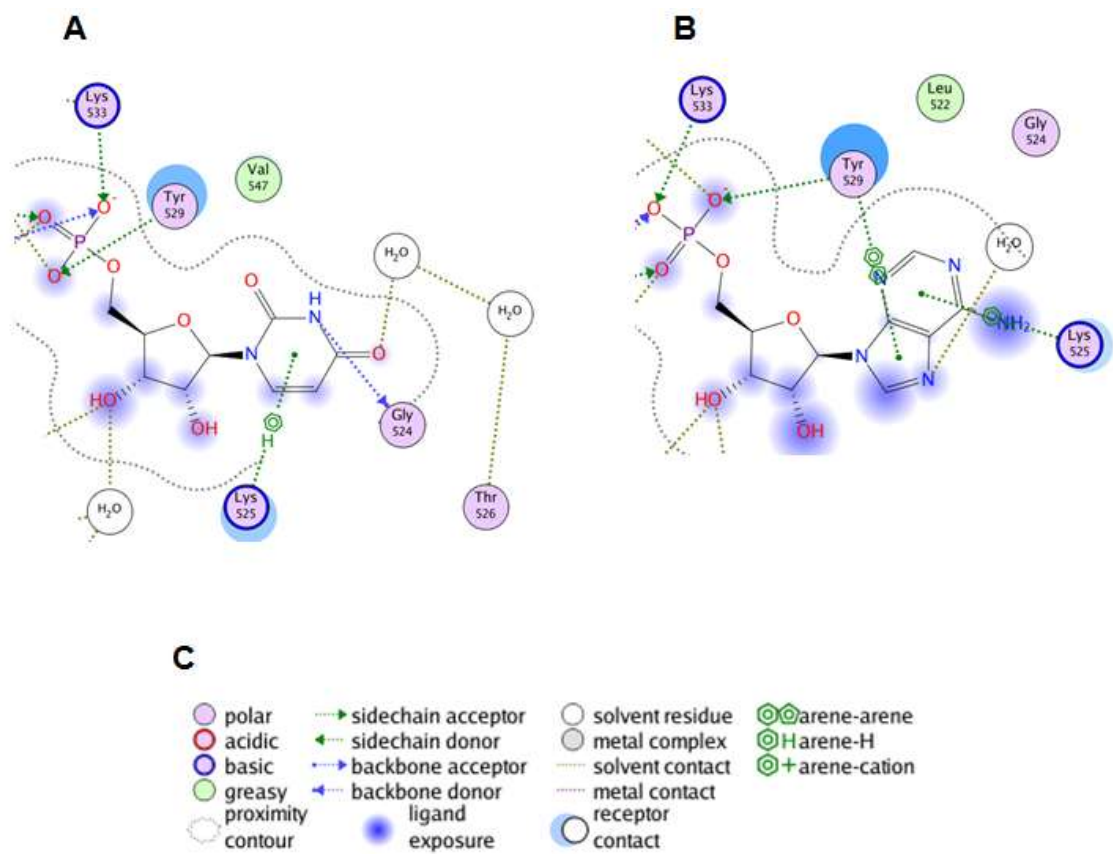 A
B
Lys
533
Val
547
Tyr
529
O
O⁻
P
O
O
H₂O
H₂O
O
H
N
O
N
O
HO
OH
Gly
524
H
H₂O
Lys
525
Thr
526
Lys
533
Leu
522
Gly
524
Tyr
529
O
O⁻
P
O
O
H₂O
N
N
NH₂
Lys
525
O
N
N
HO
OH
C
polar
sidechain acceptor
solvent residue
arene-arene
acidic
sidechain donor
metal complex
H arene-H
basic
backbone acceptor
solvent contact
+ arene-cation
greasy
backbone donor
metal contact
proximity
contour
ligand
exposure
receptor
contact